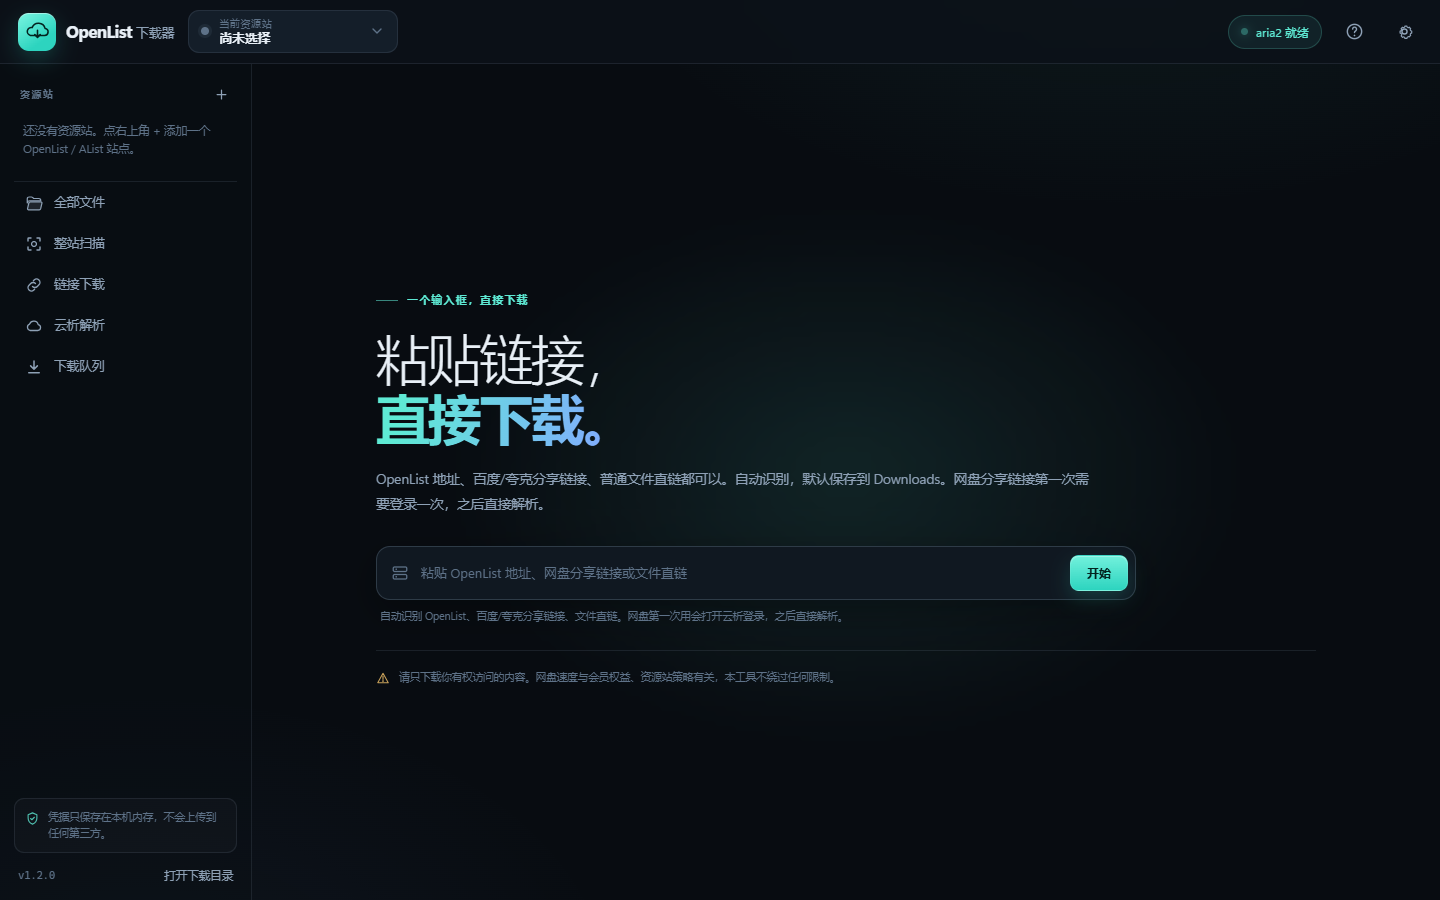 OpenList 下载器
当前资源站
尚未选择
aria2 就绪
资源站
还没有资源站。点右上角 + 添加一个
OpenList / AList 站点。
全部文件
整站扫描
链接下载
云析解析
下载队列
一个输入框，直接下载
粘贴链接，
直接下载。
OpenList 地址、百度/夸克分享链接、普通文件直链都可以。自动识别，默认保存到 Downloads。网盘分享链接第一次需
要登录一次，之后直接解析。
粘贴 OpenList 地址、网盘分享链接或文件直链
开始
自动识别 OpenList、百度/夸克分享链接、文件直链。网盘第一次用会打开云析登录，之后直接解析。
请只下载你有权访问的内容。网盘速度与会员权益、资源站策略有关，本工具不绕过任何限制。
凭据只保存在本机内存，不会上传到
任何第三方。
v1.2.0
打开下载目录